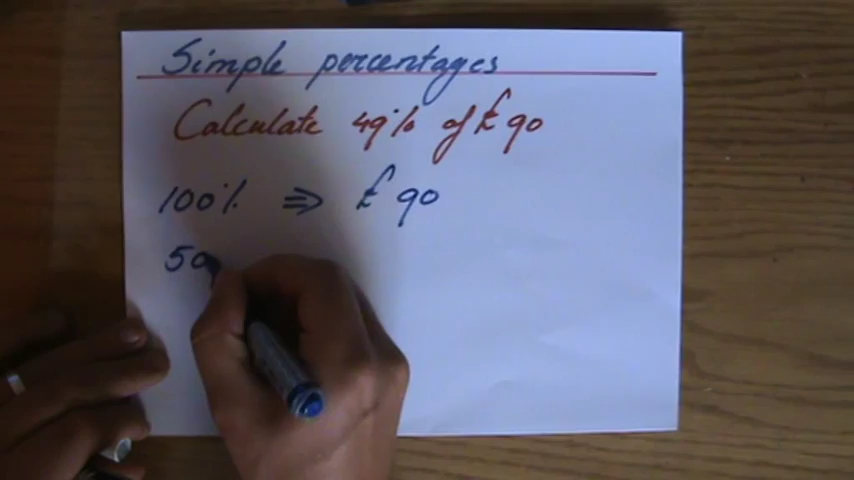 Simple percentages
Calculate 49% of £90
100% ⇒ £90
50